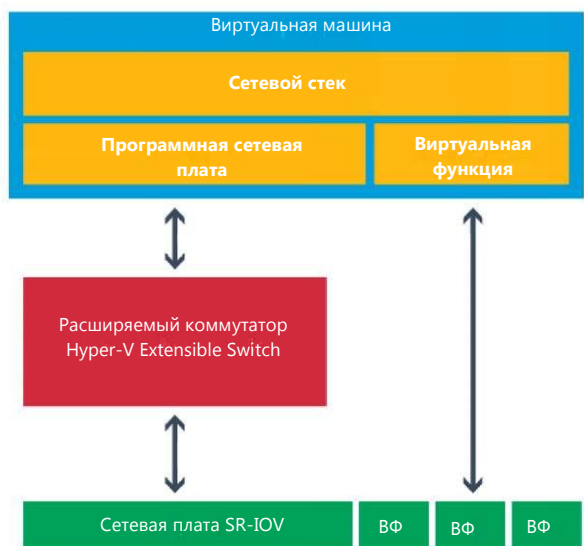 Виртуальная машина
Сетевой стек
Программная сетевая
плата
Виртуальная
функция
Расширяемый коммутатор
Hyper-V Extensible Switch
Сетевая плата SR-IOV
ВФ
ВФ
ВФ